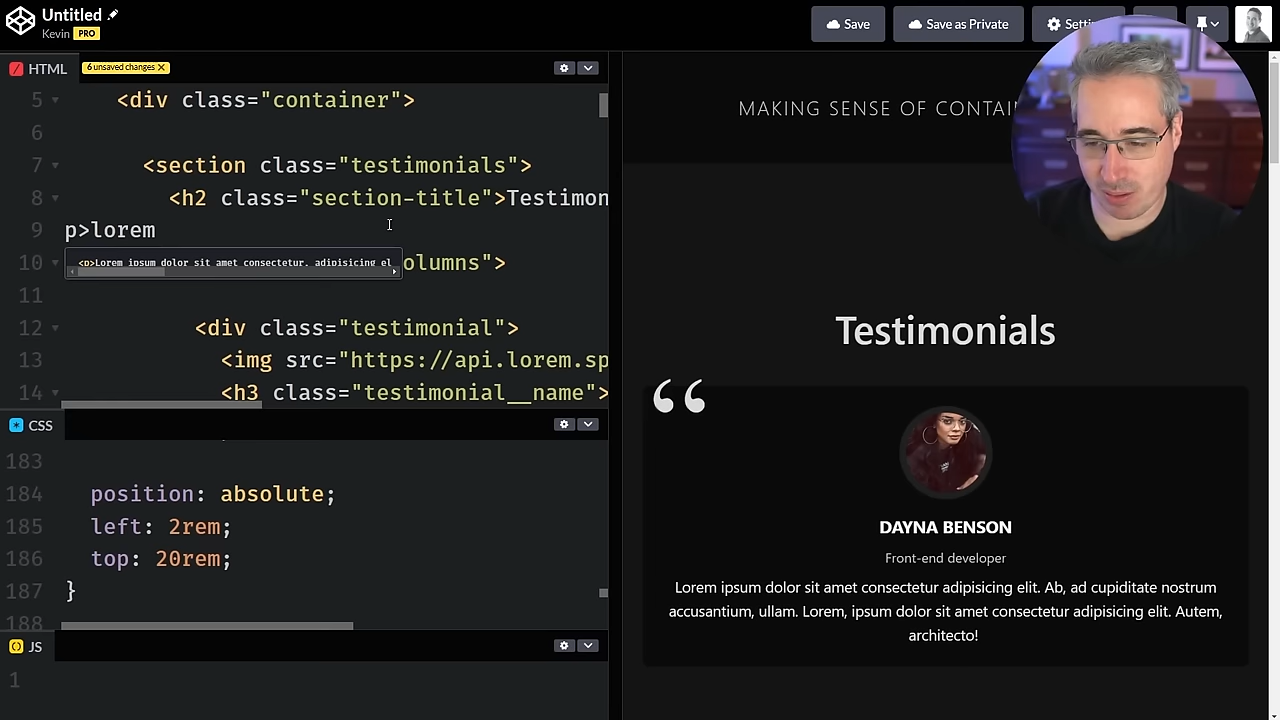 Untitled
Kevin PRO
Save
Save as Private
HTML
6 unsaved changes X
5 <div class="container">
6
7 <section class="testimonials">
8 <h2 class="section-title">Testimon
9 p>lorem
<p>Lorem ipsum dolor sit amet consectetur, adipisicing el
10 olumns">
11
12 <div class="testimonial">
13 <img src="https://api.lorem.sp
14 <h3 class="testimonial__name">
CSS
183
184 position: absolute;
185 left: 2rem;
186 top: 20rem;
187 }
188
JS
1
MAKING SENSE OF
Testimonials
“
DAYNA BENSON
Front-end developer
Lorem ipsum dolor sit amet consectetur adipisicing elit. Ab, ad cupiditate nostrum
accusantium, ullam. Lorem, ipsum dolor sit amet consectetur adipisicing elit. Autem,
architecto!